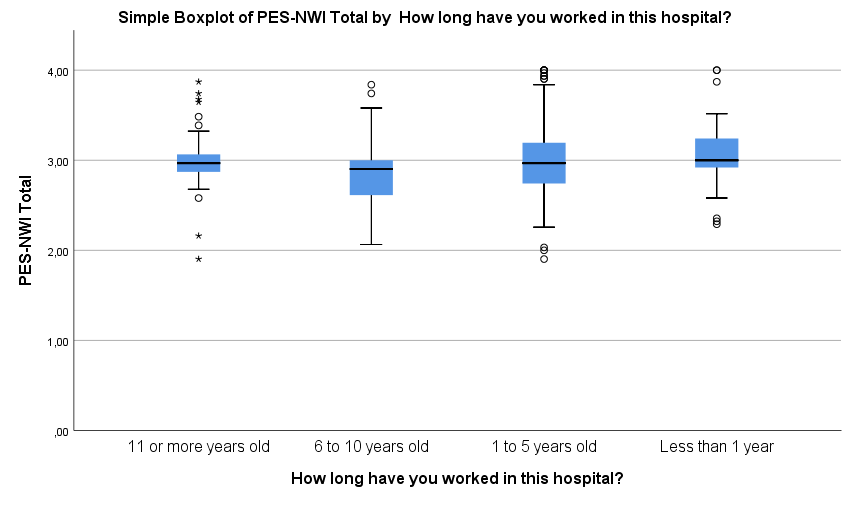 Simple Boxplot of PES-NWI Total by How long have you worked in this hospital?
4,00
3,00
2,00
1,00
,00
PES-NWI Total
11 or more years old
6 to 10 years old
1 to 5 years old
Less than 1 year
How long have you worked in this hospital?